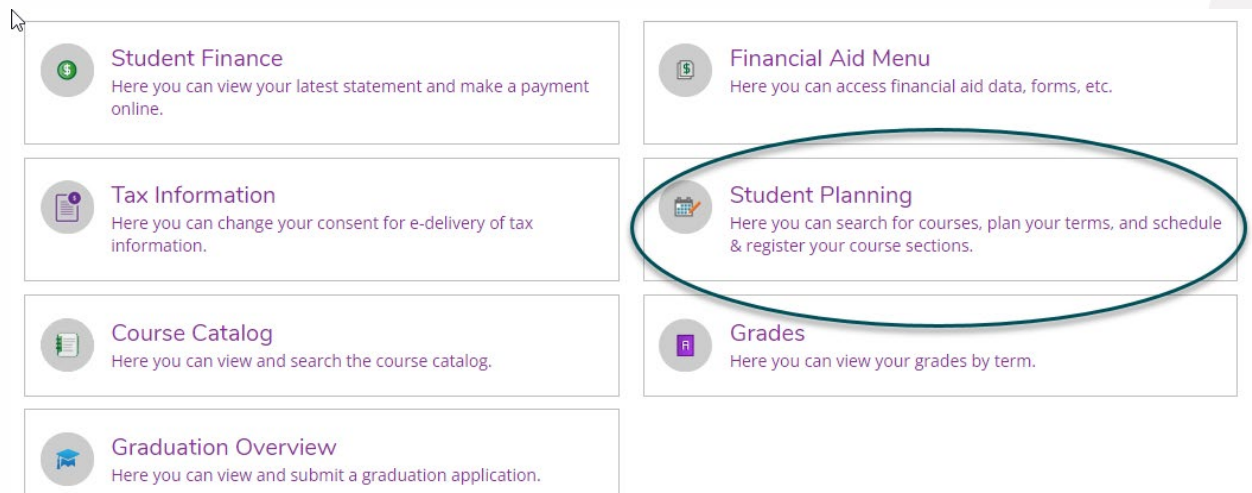 Student Finance
Here you can view your latest statement and make a payment
online.
Financial Aid Menu
Here you can access financial aid data, forms, etc.
Tax Information
Here you can change your consent for e-delivery of tax
information.
Student Planning
Here you can search for courses, plan your terms, and schedule
& register your course sections.
Course Catalog
Here you can view and search the course catalog.
Grades
Here you can view your grades by term.
Graduation Overview
Here you can view and submit a graduation application.